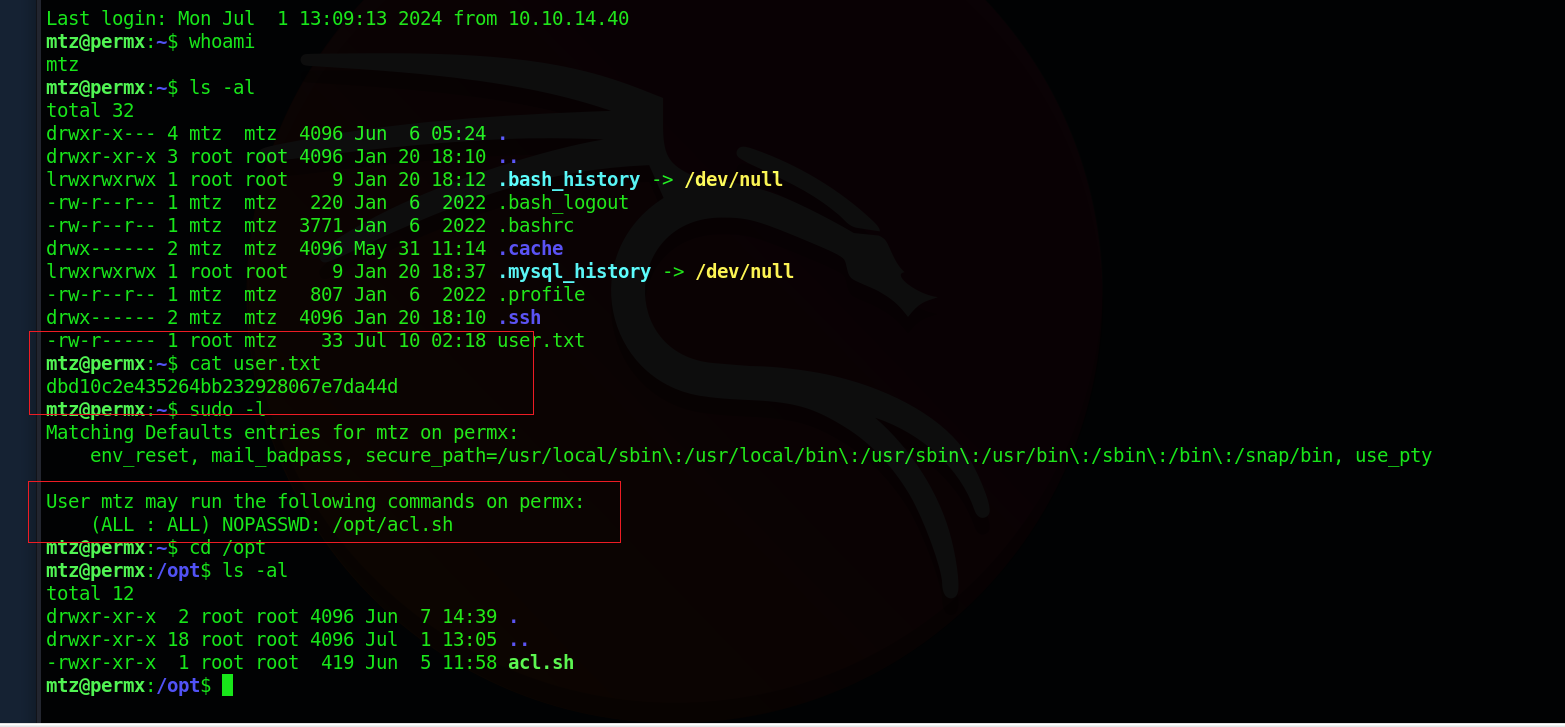 Last login: Mon Jul  1 13:09:13 2024 from 10.10.14.40
mtz@permx:~$ whoami
mtz
mtz@permx:~$ ls -al
total 32
drwxr-x--- 4 mtz  mtz  4096 Jun  6 05:24 .
drwxr-xr-x 3 root root 4096 Jan 20 18:10 ..
lrwxrwxrwx 1 root root    9 Jan 20 18:12 .bash_history -> /dev/null
-rw-r--r-- 1 mtz  mtz   220 Jan  6  2022 .bash_logout
-rw-r--r-- 1 mtz  mtz  3771 Jan  6  2022 .bashrc
drwx------ 2 mtz  mtz  4096 May 31 11:14 .cache
lrwxrwxrwx 1 root root    9 Jan 20 18:37 .mysql_history -> /dev/null
-rw-r--r-- 1 mtz  mtz   807 Jan  6  2022 .profile
drwx------ 2 mtz  mtz  4096 Jan 20 18:10 .ssh
-rw-r----- 1 root mtz    33 Jul 10 02:18 user.txt
mtz@permx:~$ cat user.txt
dbd10c2e435264bb232928067e7da44d
mtz@permx:~$ sudo -l
Matching Defaults entries for mtz on permx:
    env_reset, mail_badpass, secure_path=/usr/local/sbin\:/usr/local/bin\:/usr/sbin\:/usr/bin\:/sbin\:/bin\:/snap/bin, use_pty
User mtz may run the following commands on permx:
    (ALL : ALL) NOPASSWD: /opt/acl.sh
mtz@permx:~$ cd /opt
mtz@permx:/opt$ ls -al
total 12
drwxr-xr-x  2 root root 4096 Jun  7 14:39 .
drwxr-xr-x 18 root root 4096 Jul  1 13:05 ..
-rwxr-xr-x  1 root root  419 Jun  5 11:58 acl.sh
mtz@permx:/opt$